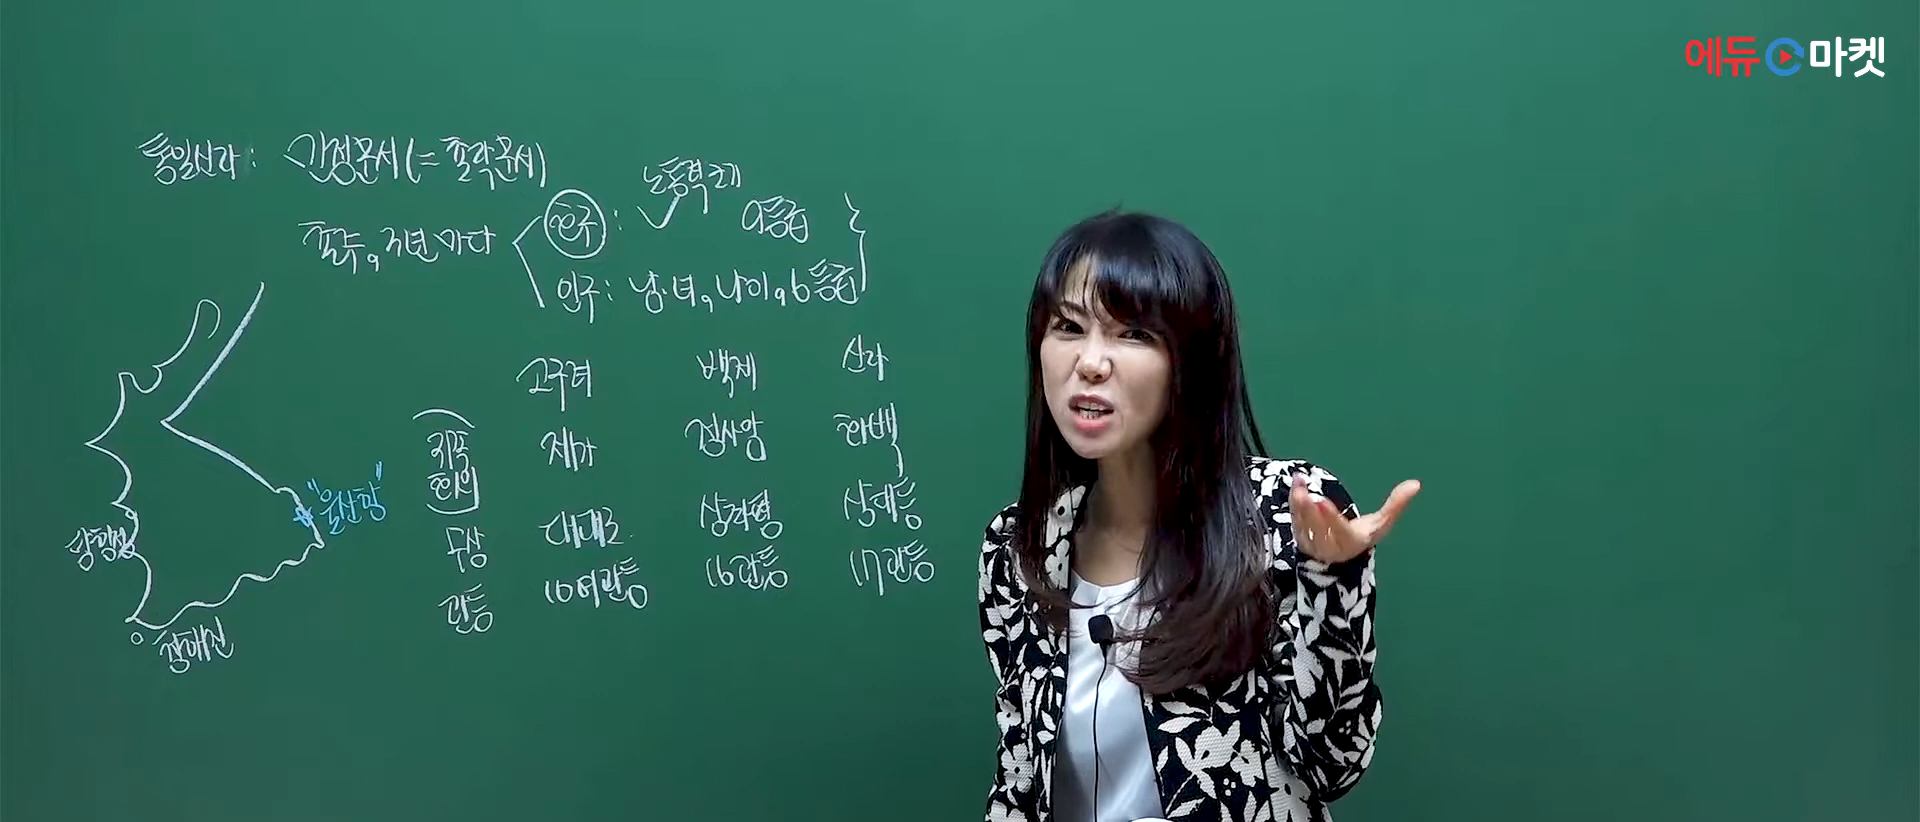 에듀 마켓
통일신라 : 민정문서(= 촌락문서)
촌주, 3년마다
호구 : 노동력 크기
9등급
인구 : 남·녀, 나이, 6등급
고구려 백제 신라
귀족
회의
제가 정사암 화백
수상 대대로 상좌평 상대등
관등 10여관등 16관등 17관등
"울산항"
당항성
청해진